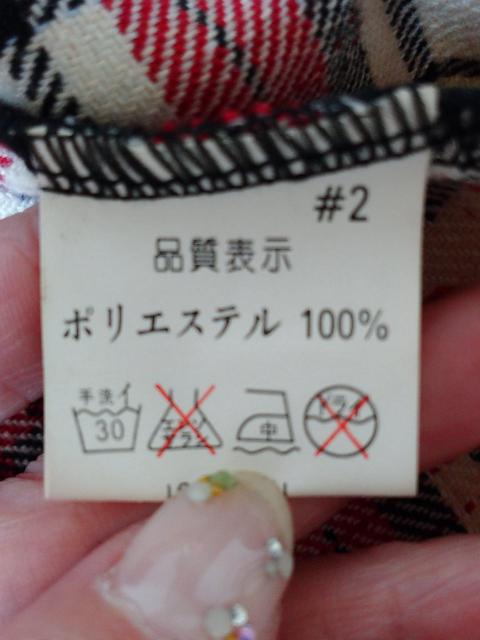 #2
品質表示
ポリエステル 100%
手洗イ
30
エンソ
サラシ
中
ドライ